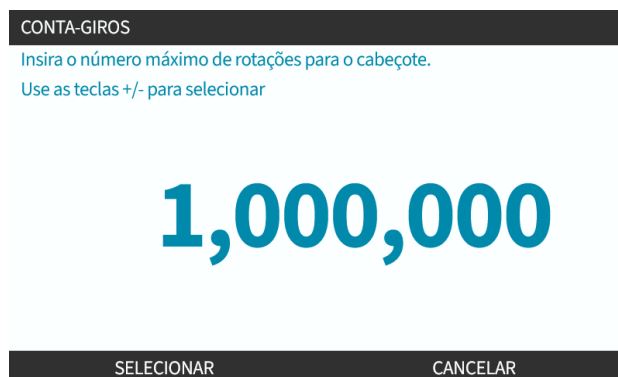 CONTA-GIROS
Insira o número máximo de rotações para o cabeçote.
Use as teclas +/- para selecionar
1,000,000
SELECIONAR CANCELAR